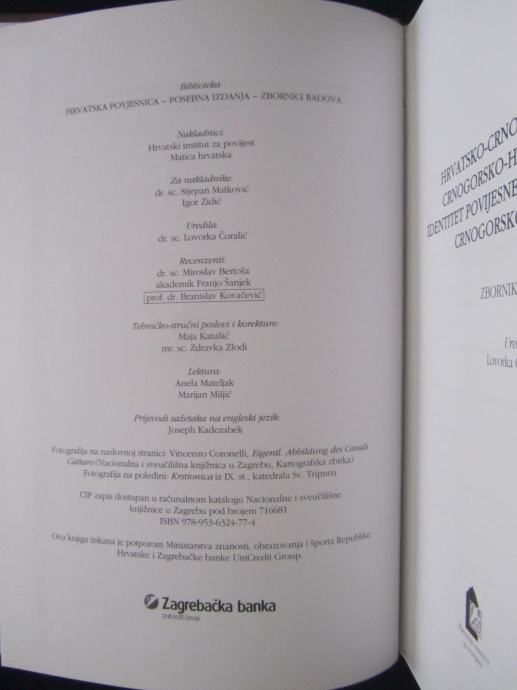 Biblioteka
HRVATSKA POVJESNICA – POSEBNA IZDANJA – ZBORNICI RADOVA
Nakladnici:
Hrvatski institut za povijest
Matica hrvatska
Za nakladnike:
dr. sc. Stjepan Matković
Igor Zidić
Uredila:
dr. sc. Lovorka Čoralić
Recenzenti:
dr. sc. Miroslav Bertoša
akademik Franjo Šanjek
prof. dr. Branislav Kovačević
Tehničko-stručni poslovi i korekture:
Maja Katušić
mr. sc. Zdravka Zlodi
Lektura:
Anela Mateljak
Marijan Miljić
Prijevodi sažetaka na engleski jezik:
Joseph Kadezabek
Fotografija na naslovnoj stranici: Vincenzo Coronelli, Eigentl. Abbildung des Canals
Cattaro (Nacionalna i sveučilišna knjižnica u Zagrebu, Kartografska zbirka)
Fotografija na poleđini: Krstionica iz IX. st., katedrala Sv. Tripuna
CIP zapis dostupan u računalnom katalogu Nacionalne i sveučilišne
knjižnice u Zagrebu pod brojem 716681
ISBN 978-953-6324-77-4
Ova knjiga tiskana je potporom Ministarstva znanosti, obrazovanja i športa Republike
Hrvatske i Zagrebačke banke UniCredit Group.
Zagrebačka banka
UniCredit Group
HRVATSKO-CRNO
CRNOGORSKO-H
IDENTITET POVIJESNE
CRNOGORSKO
ZBORNIK
Ure
Lovorka